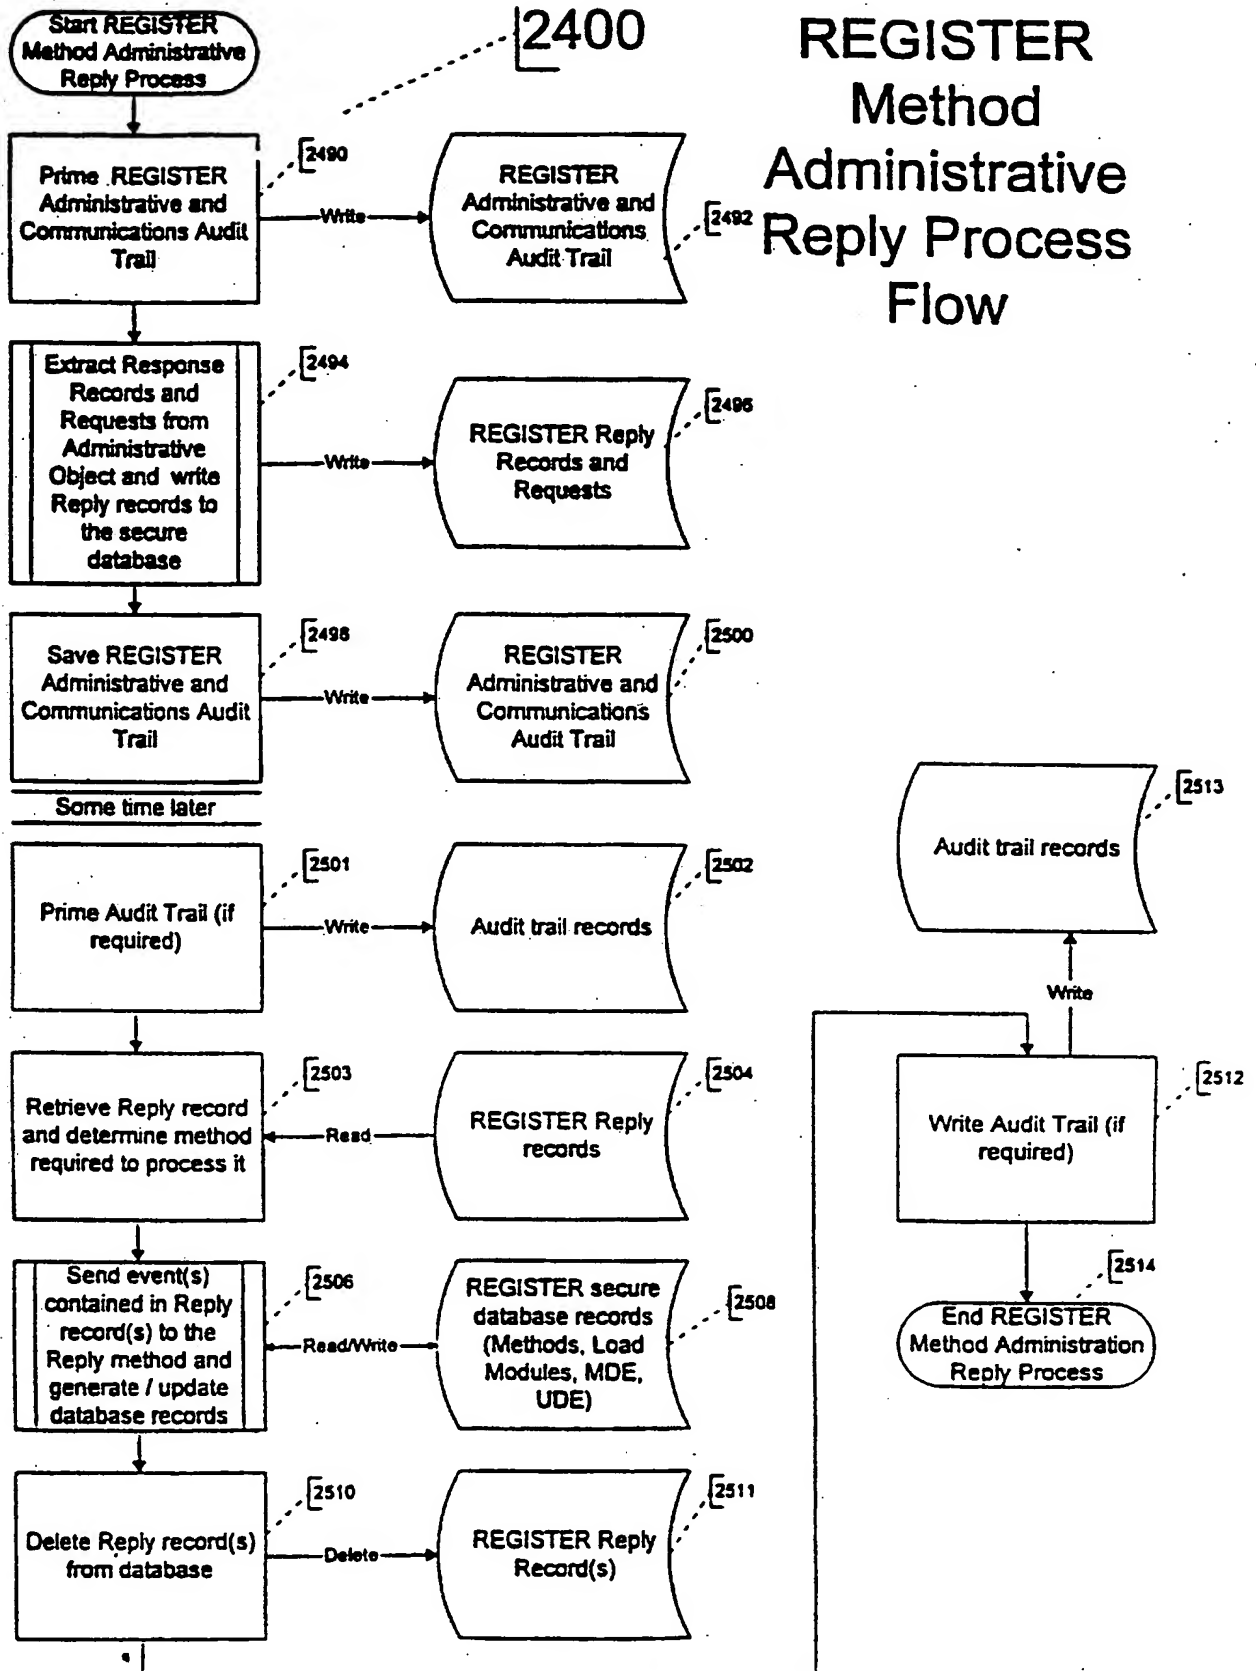 Start REGISTER
Method Administrative
Reply Process
2400
REGISTER
Method
Administrative
Reply Process
Flow
Prime REGISTER
Administrative and
Communications Audit
Trail
2490
Write
REGISTER
Administrative and
Communications
Audit Trail
2492
Extract Response
Records and
Requests from
Administrative
Object and write
Reply records to
the secure
database
2494
Write
REGISTER Reply
Records and
Requests
2496
Save REGISTER
Administrative and
Communications Audit
Trail
2498
Write
REGISTER
Administrative and
Communications
Audit Trail
2500
Some time later
Prime Audit Trail (if
required)
2501
Write
Audit trail records
2502
Retrieve Reply record
and determine method
required to process it
2503
Read
REGISTER Reply
records
2504
Send event(s)
contained in Reply
record(s) to the
Reply method and
generate / update
database records
2506
Read/Write
REGISTER secure
database records
(Methods, Load
Modules, MDE,
UDE)
2508
Delete Reply record(s)
from database
2510
Delete
REGISTER Reply
Record(s)
2511
Audit trail records
2513
Write
Write Audit Trail (if
required)
2512
2514
End REGISTER
Method Administration
Reply Process